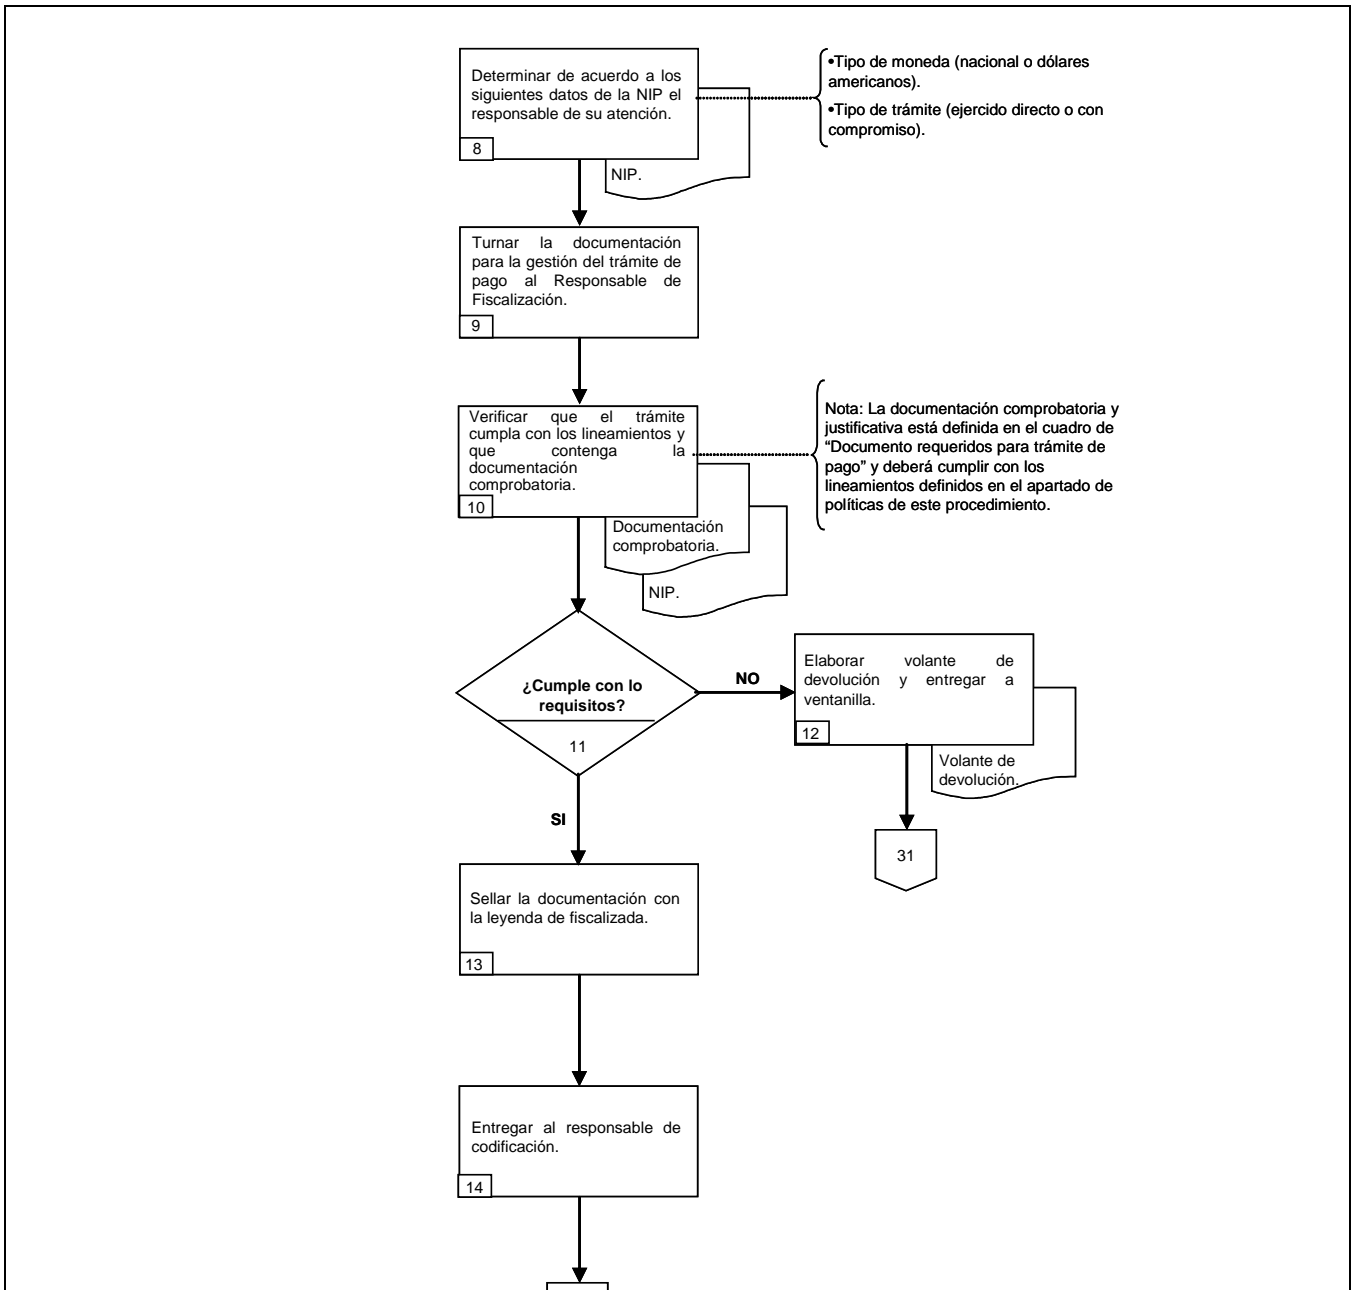 Determinar de acuerdo a los
siguientes datos de la NIP el
responsable de su atención.
8
NIP.
•Tipo de moneda (nacional o dólares
americanos).
•Tipo de trámite (ejercido directo o con
compromiso).
Turnar la documentación
para la gestión del trámite de
pago al Responsable de
Fiscalización.
9
Verificar que el trámite
cumpla con los lineamientos y
que contenga la
documentación
comprobatoria.
10
Documentación
comprobatoria.
NIP.
Nota: La documentación comprobatoria y
justificativa está definida en el cuadro de
“Documento requeridos para trámite de
pago” y deberá cumplir con los
lineamientos definidos en el apartado de
políticas de este procedimiento.
¿Cumple con lo
requisitos?
11
NO
Elaborar volante de
devolución y entregar a
ventanilla.
12
Volante de
devolución.
31
SI
Sellar la documentación con
la leyenda de fiscalizada.
13
Entregar al responsable de
codificación.
14